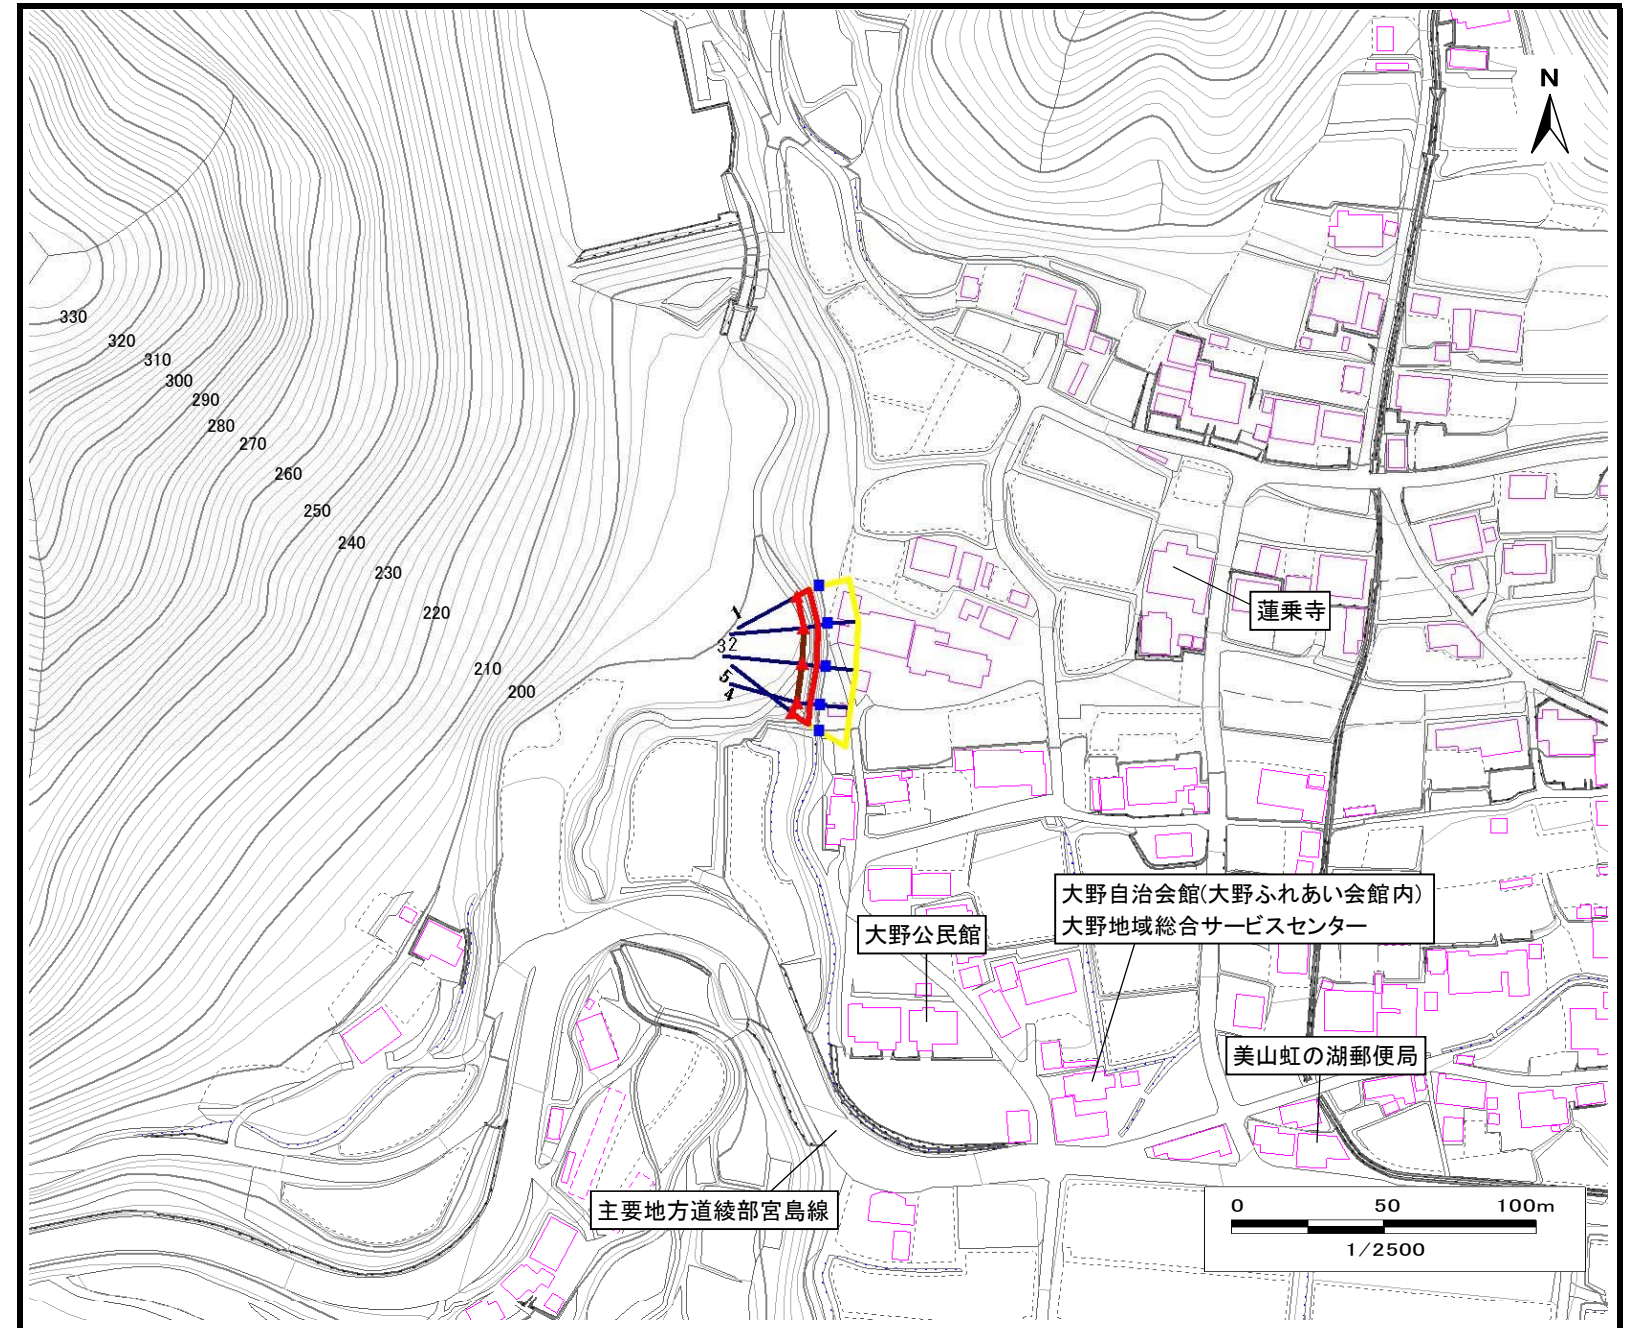 N
330
320
310
300
290
280
270
260
250
240
230
220
210
200
1
3 2
5
4
蓮乗寺
大野自治会館(大野ふれあい会館内)
大野地域総合サービスセンター
大野公民館
美山虹の湖郵便局
主要地方道綾部宮島線
0 50 100m
1/2500